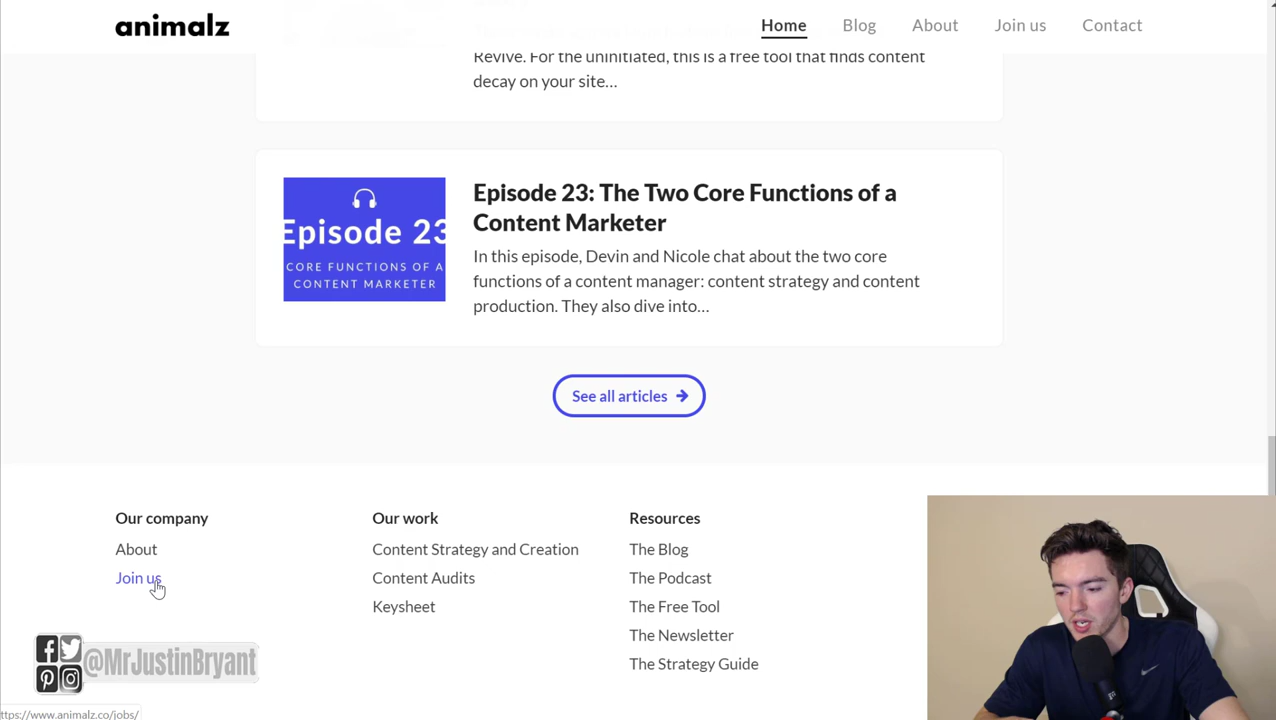 animalz
Home Blog About Join us Contact
Revive. For the uninitiated, this is a free tool that finds content
decay on your site...
Episode 23
CORE FUNCTIONS OF A
CONTENT MARKETER
Episode 23: The Two Core Functions of a
Content Marketer
In this episode, Devin and Nicole chat about the two core
functions of a content manager: content strategy and content
production. They also dive into...
See all articles
Our company
About
Join us
Our work
Content Strategy and Creation
Content Audits
Keysheet
Resources
The Blog
The Podcast
The Free Tool
The Newsletter
The Strategy Guide
@MrJustinBryant
ttps://www.animalz.co/jobs/